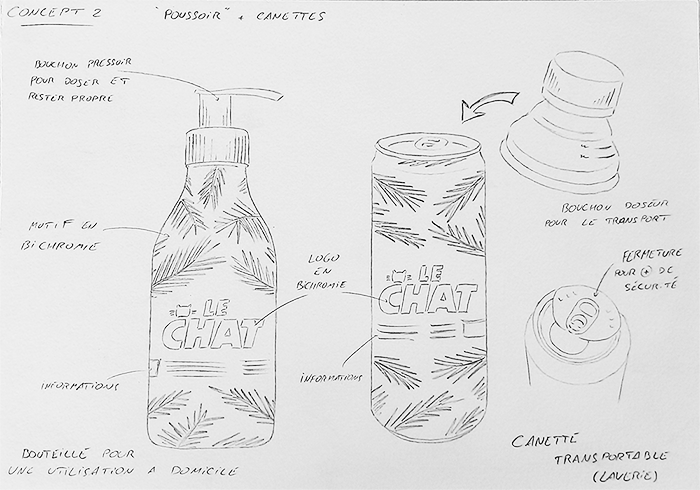 CONCEPT 2
"POUSSOIR" + CANETTES
BOUCHON PRESSOIR
POUR DOSER ET
RESTER PROPRE
MOTIF EN
BICHROMIE
INFORMATIONS
LE
CHAT
BOUTEILLE POUR
UNE UTILISATION A DOMICILE
LOGO
EN
BICHROMIE
INFORMATIONS
LE
CHAT
BOUCHON DOSEUR
POUR LE TRANSPORT
FERMETURE
POUR + DE
SÉCURITÉ
CANETTE
TRANSPORTABLE
(LAVERIE)